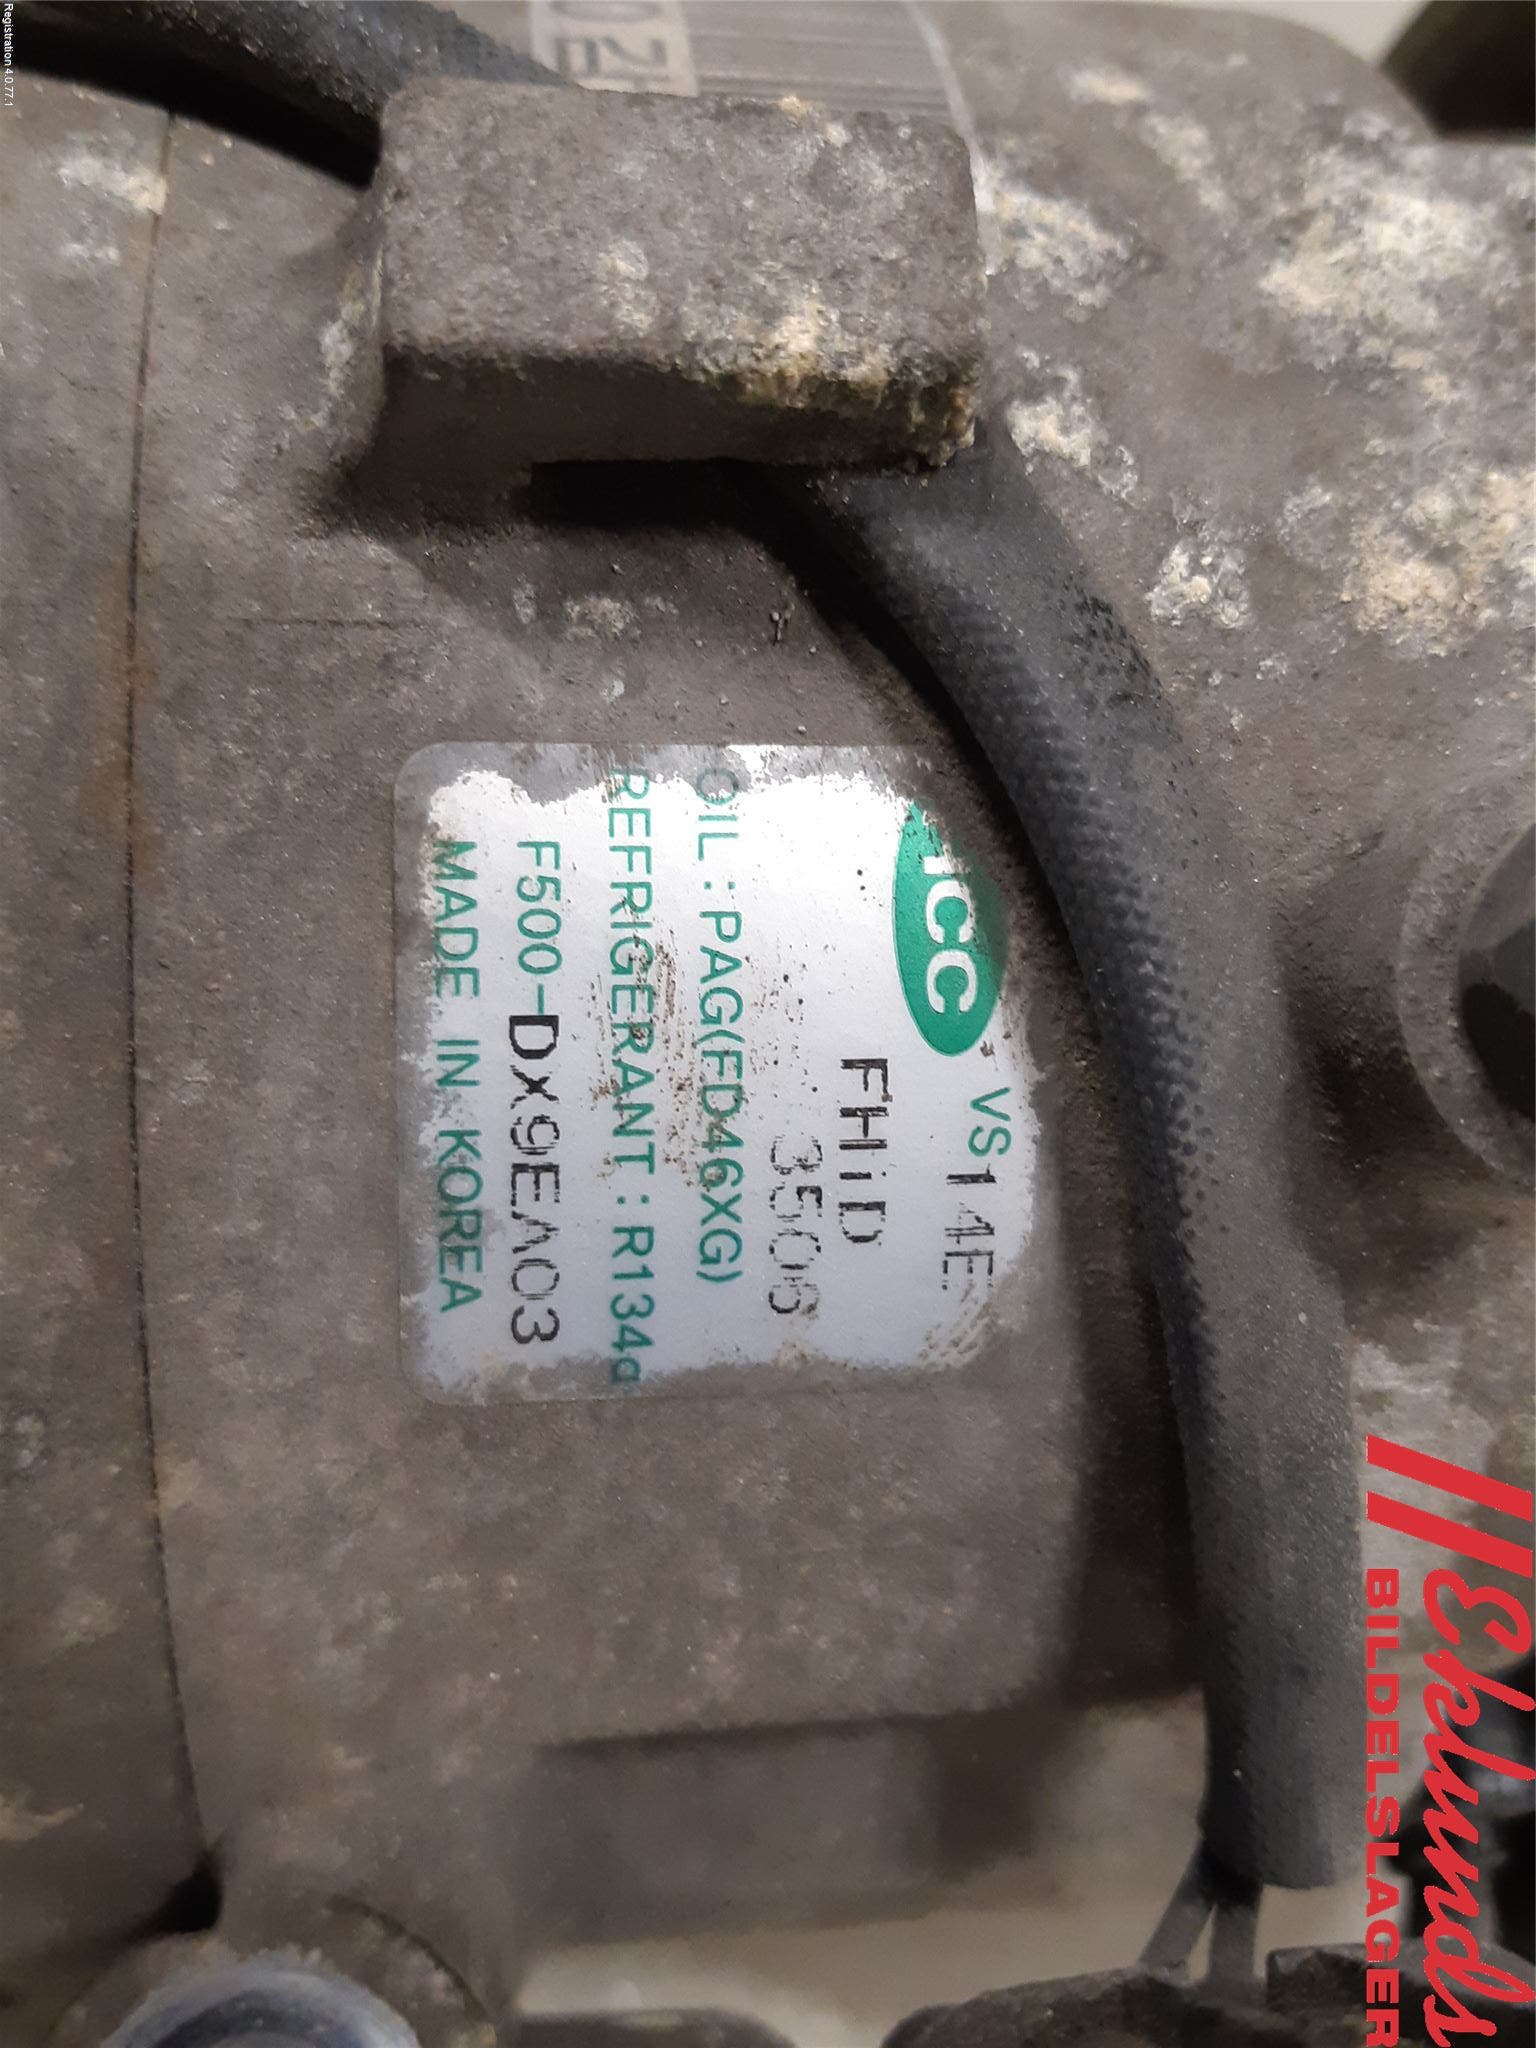 Registration 4.0.77.1
HCC
VS14E
FHiD
3506
OIL : PAG(FD46XG)
REFRIGERANT : R134a
F500-DX9EA03
MADE IN KOREA
Eklunds
BILDELSLAGER